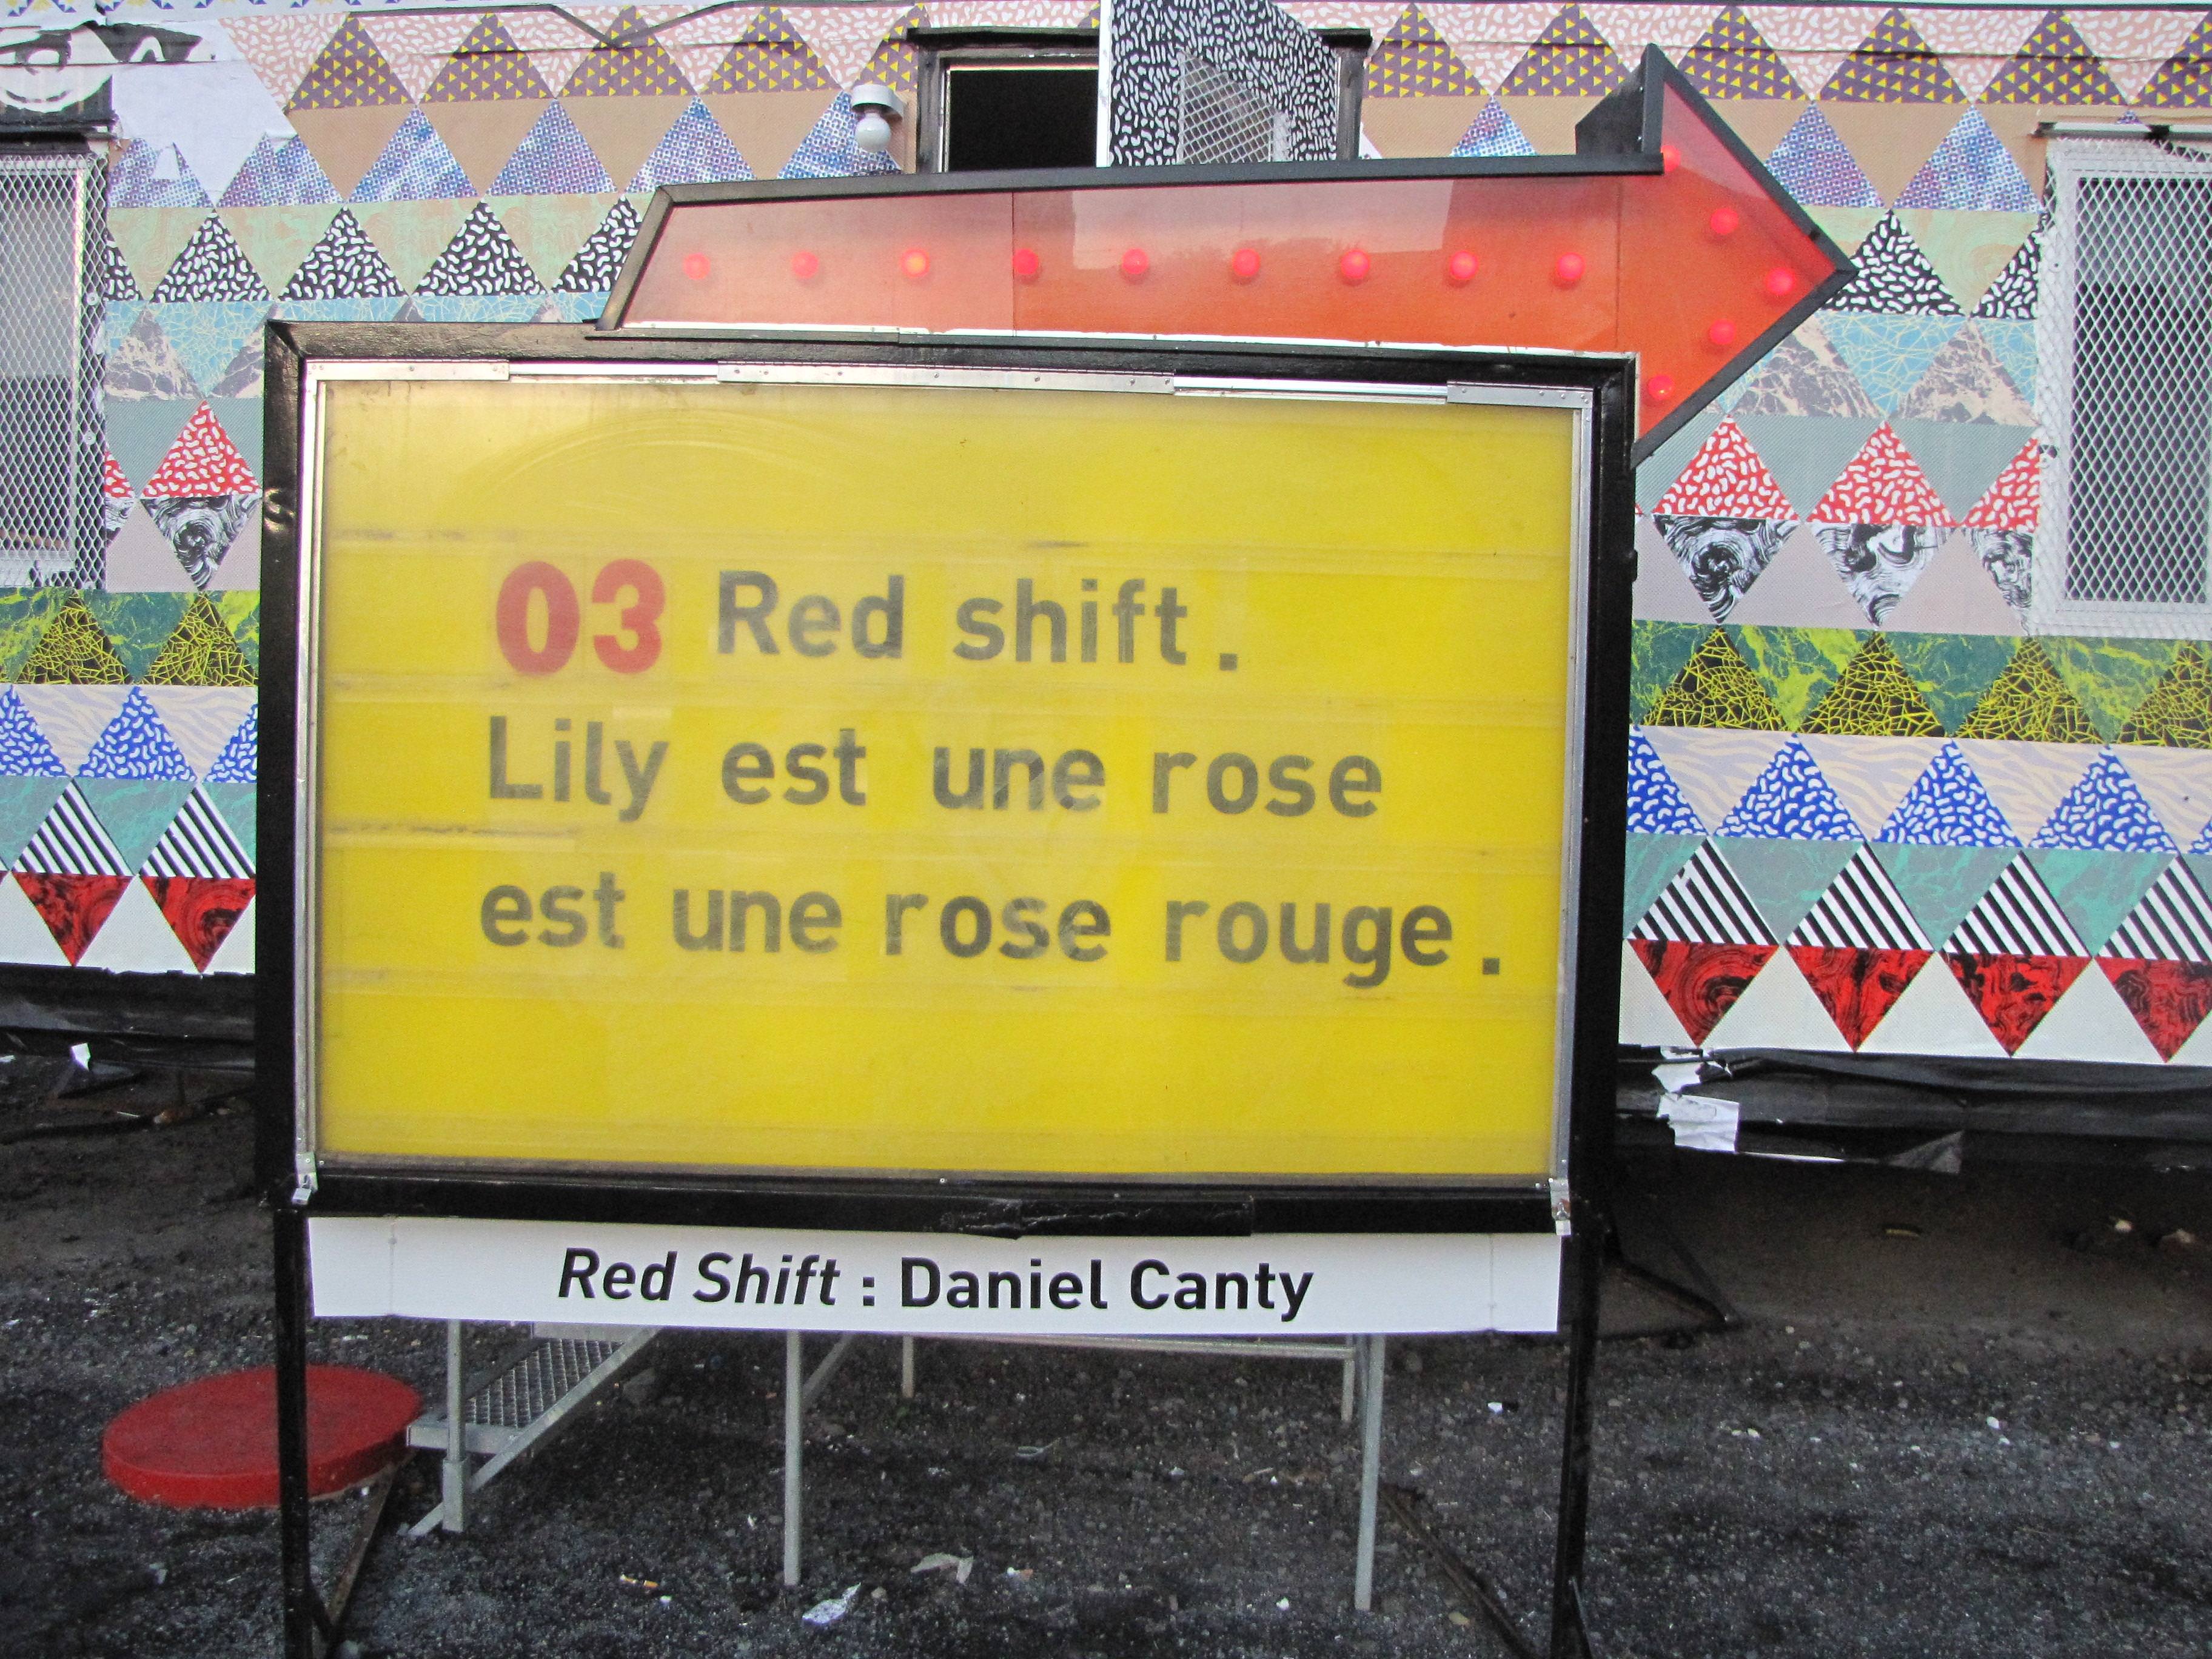 03 Red shift.
Lily est une rose
est une rose rouge.
Red Shift : Daniel Canty